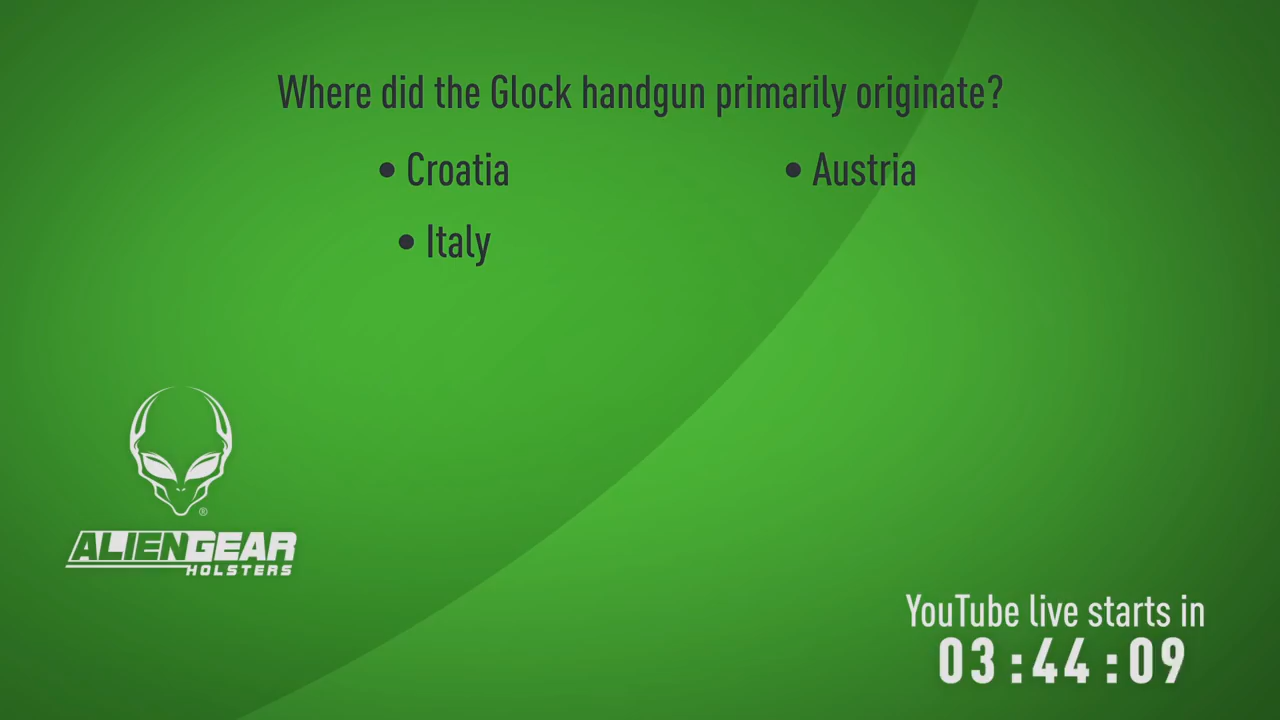 Where did the Glock handgun primarily originate?
• Croatia
• Austria
• Italy
®
ALIENGEAR
HOLSTERS
YouTube live starts in
03:44:09